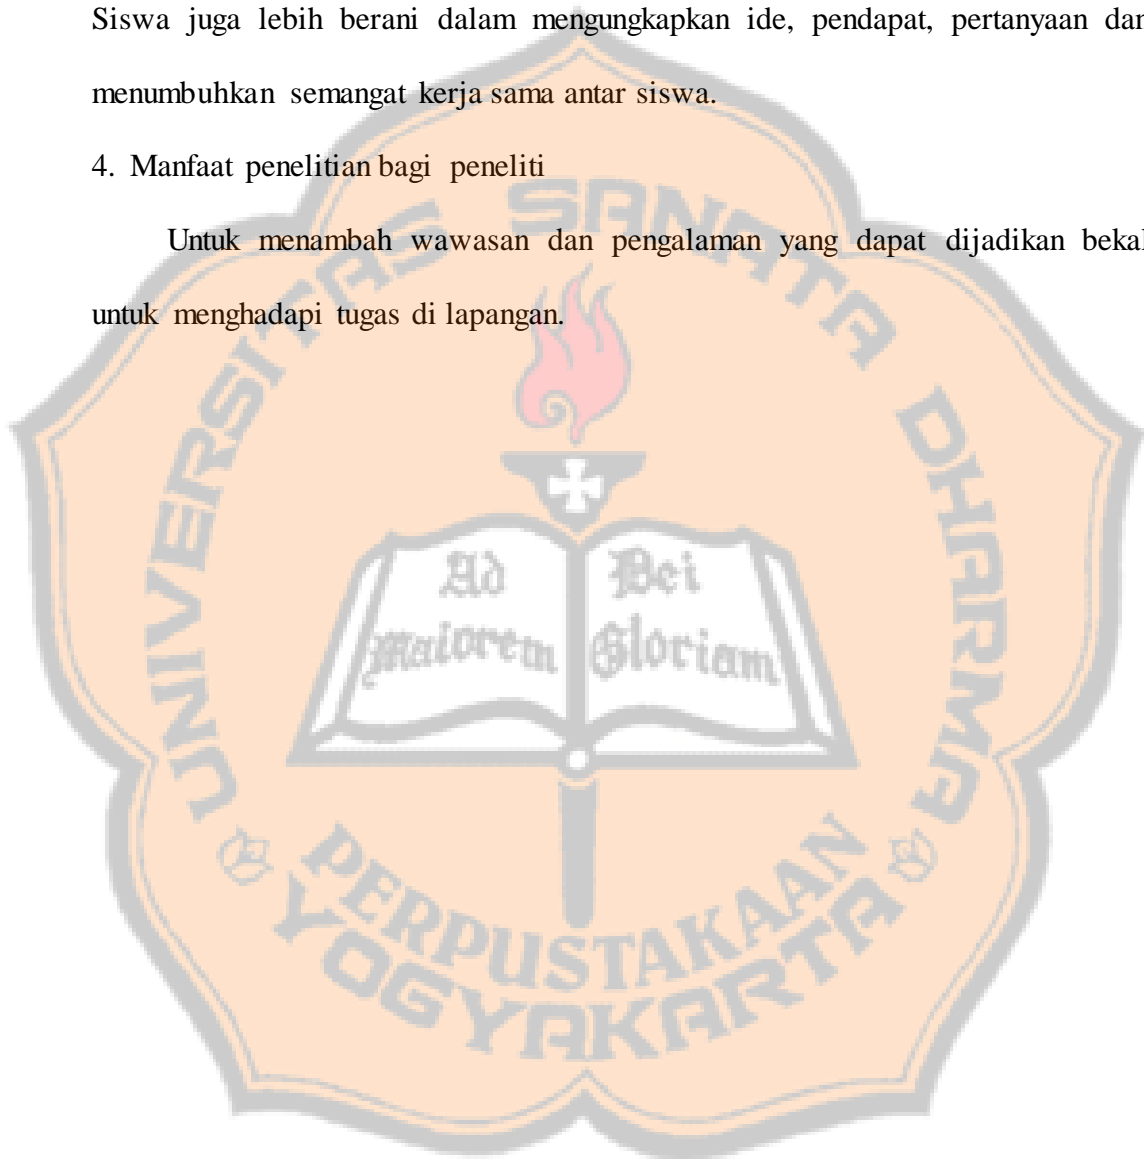 Siswa juga lebih berani dalam mengungkapkan ide, pendapat, pertanyaan dan
menumbuhkan semangat kerja sama antar siswa.
4. Manfaat penelitian bagi peneliti
Untuk menambah wawasan dan pengalaman yang dapat dijadikan bekal
untuk menghadapi tugas di lapangan.
UNIVERSITAS SANATA DHARMA
Ad Dei
maiorem Gloriam
PERPUSTAKAAN
YOGYAKARTA